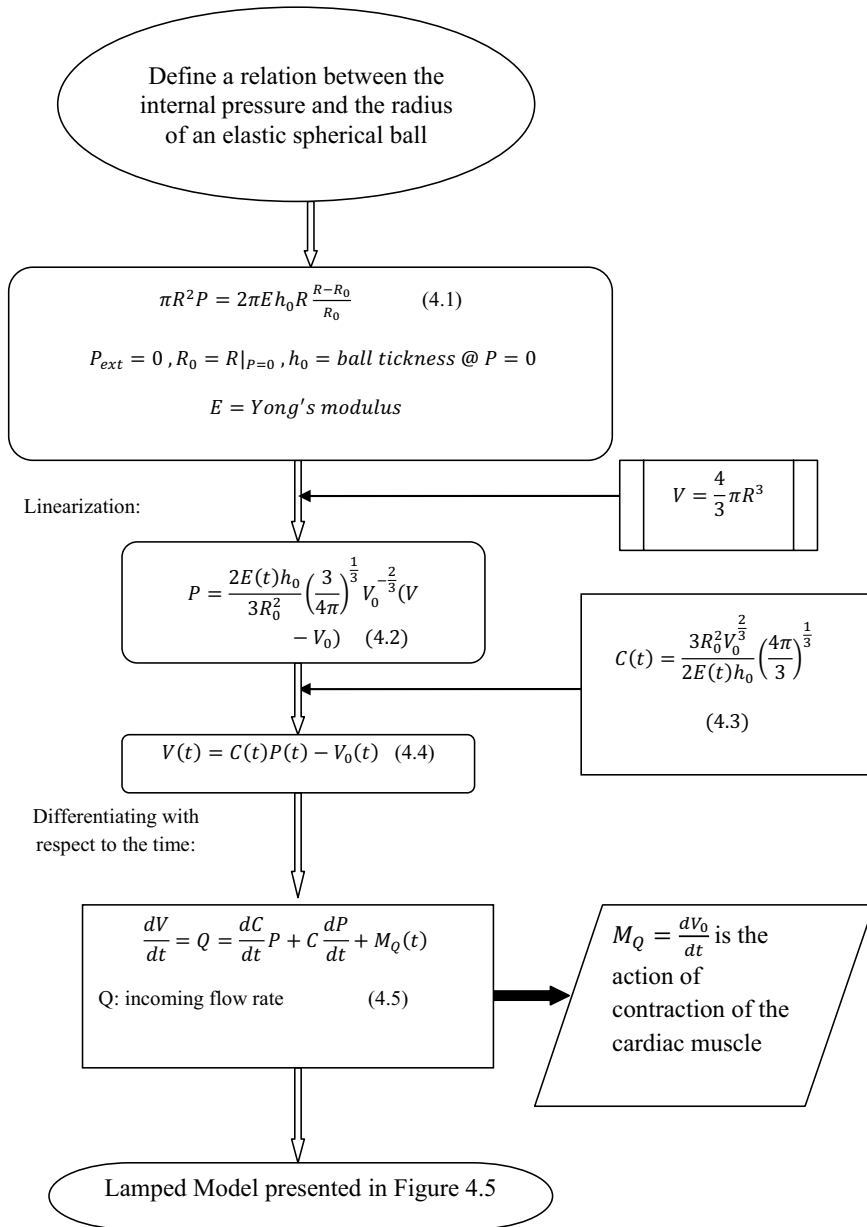 Define a relation between the
internal pressure and the radius
of an elastic spherical ball
πR²P = 2πEh₀R (R−R₀)/R₀ (4.1)
P_ext = 0 , R₀ = R|_{P=0} , h₀ = ball tickness @ P = 0
E = Yong's modulus
Linearization:
V = 4/3 πR³
P = 2E(t)h₀/3R₀² (3/4π)^{1/3} V₀^{−2/3} (V
− V₀) (4.2)
C(t) = 3R₀²V₀^{2/3}/2E(t)h₀ (4π/3)^{1/3}
(4.3)
V(t) = C(t)P(t) − V₀(t) (4.4)
Differentiating with
respect to the time:
dV/dt = Q = dC/dt P + C dP/dt + M_Q(t)
Q: incoming flow rate (4.5)
M_Q = dV₀/dt is the
action of
contraction of the
cardiac muscle
Lamped Model presented in Figure 4.5